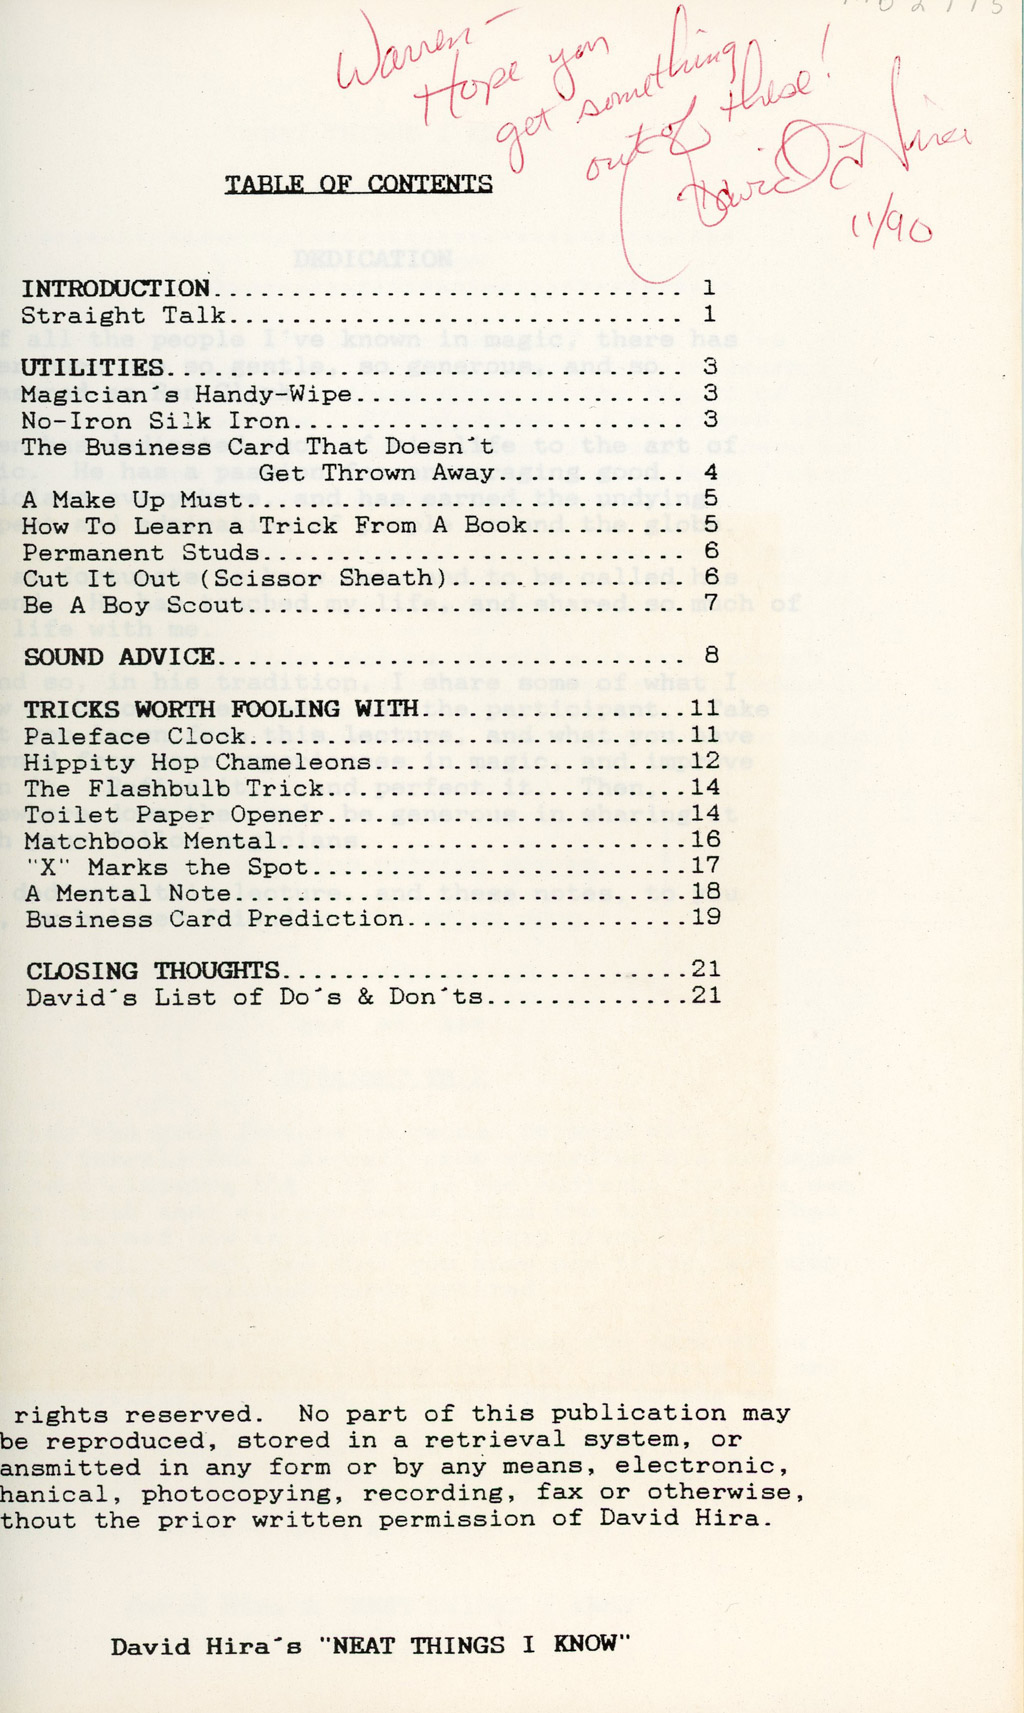 Warren -
Hope you
get something
out of these!
David Hira
11/90
TABLE OF CONTENTS
INTRODUCTION............................... 1
Straight Talk.............................. 1
UTILITIES.................................. 3
Magician's Handy-Wipe...................... 3
No-Iron Silk Iron.......................... 3
The Business Card That Doesn't
Get Thrown Away............ 4
A Make Up Must............................. 5
How To Learn a Trick From A Book.......... 5
Permanent Studs............................ 6
Cut It Out (Scissor Sheath)................ 6
Be A Boy Scout............................. 7
SOUND ADVICE............................... 8
TRICKS WORTH FOOLING WITH.................11
Paleface Clock............................11
Hippity Hop Chameleons....................12
The Flashbulb Trick.......................14
Toilet Paper Opener.......................14
Matchbook Mental..........................16
"X" Marks the Spot........................17
A Mental Note.............................18
Business Card Prediction..................19
CLOSING THOUGHTS..........................21
David's List of Do's & Don'ts.............21
rights reserved. No part of this publication may
be reproduced, stored in a retrieval system, or
ansmitted in any form or by any means, electronic,
hanical, photocopying, recording, fax or otherwise,
thout the prior written permission of David Hira.
David Hira's "NEAT THINGS I KNOW"